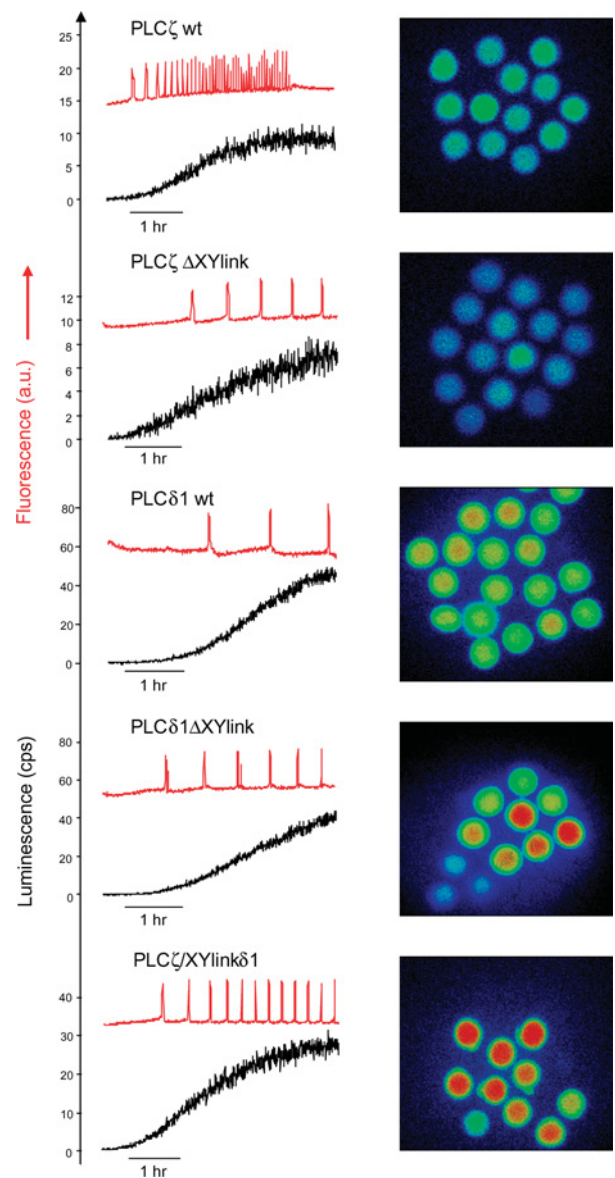 PLCζ wt
25
20
15
10
5
0
1 hr
PLCζ ΔXYlink
12
10
8
6
4
2
0
1 hr
PLCδ1 wt
80
60
40
20
0
1 hr
PLCδ1ΔXYlink
80
60
40
20
0
1 hr
PLCζ/XYlinkδ1
40
30
20
10
0
1 hr
Fluorescence (a.u.)
Luminescence (cps)